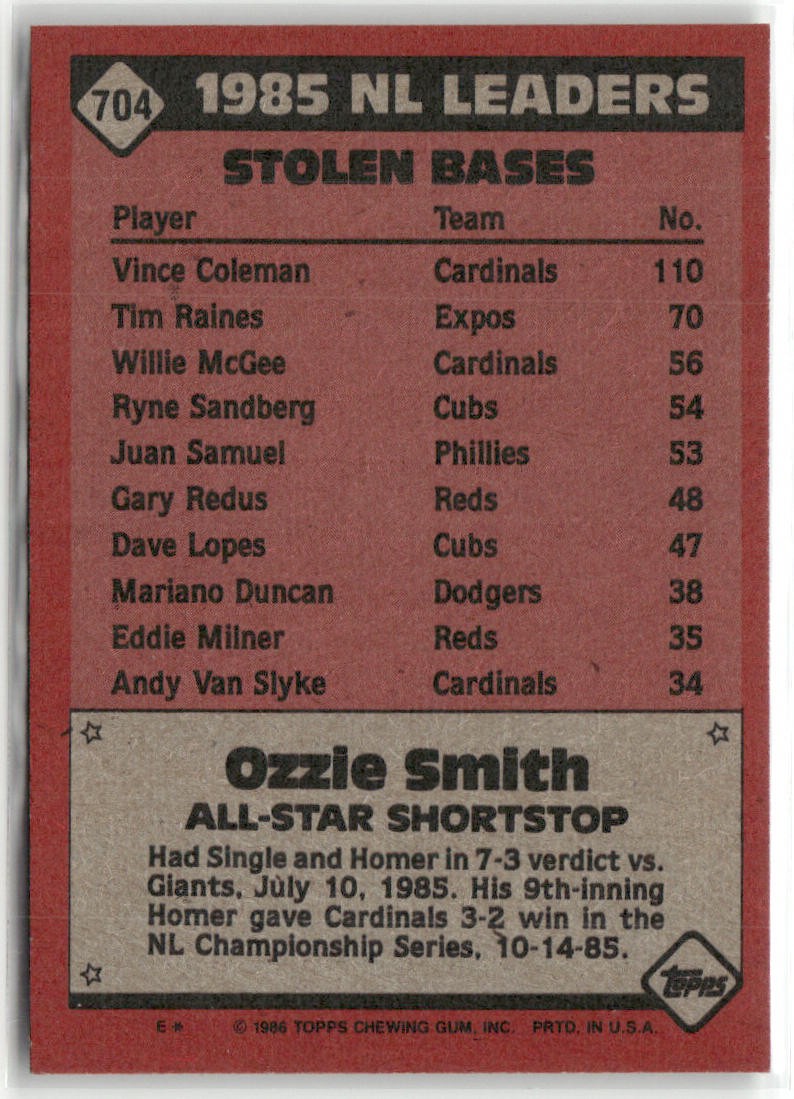 704 1985 NL LEADERS
STOLEN BASES
Player Team No.
Vince Coleman Cardinals 110
Tim Raines Expos 70
Willie McGee Cardinals 56
Ryne Sandberg Cubs 54
Juan Samuel Phillies 53
Gary Redus Reds 48
Dave Lopes Cubs 47
Mariano Duncan Dodgers 38
Eddie Milner Reds 35
Andy Van Slyke Cardinals 34
Ozzie Smith
ALL-STAR SHORTSTOP
Had Single and Homer in 7-3 verdict vs.
Giants, July 10, 1985. His 9th-inning
Homer gave Cardinals 3-2 win in the
NL Championship Series, 10-14-85.
Topps
E * © 1986 TOPPS CHEWING GUM, INC. PRTD. IN U.S.A.